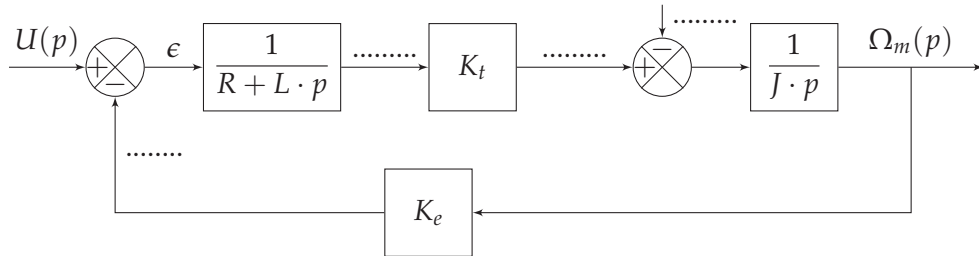 U(p)
+
−
ϵ
1
R + L · p
.........
K_t
.........
+
−
.........
1
J · p
Ω_m(p)
.........
K_e